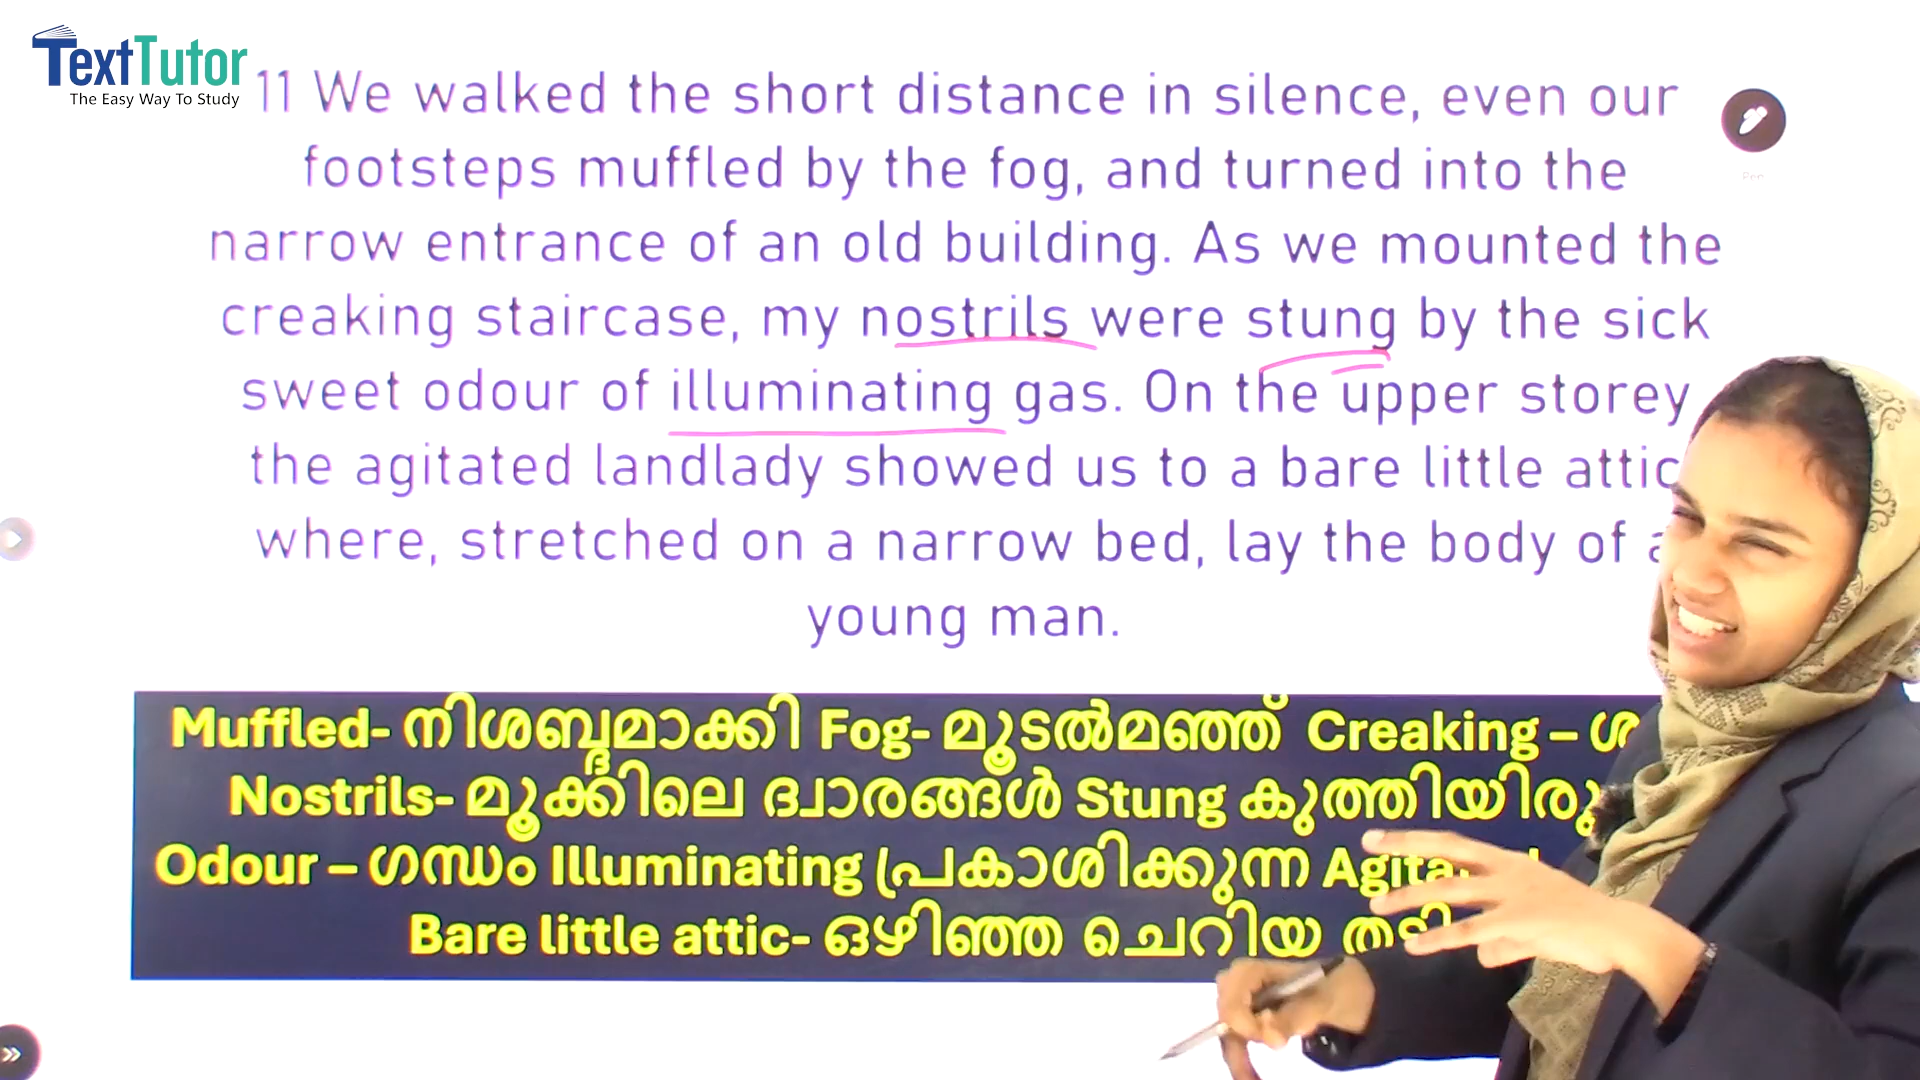 TextTutor
The Easy Way To Study
11 We walked the short distance in silence, even our
footsteps muffled by the fog, and turned into the
narrow entrance of an old building. As we mounted the
creaking staircase, my nostrils were stung by the sick
sweet odour of illuminating gas. On the upper storey
the agitated landlady showed us to a bare little attic
where, stretched on a narrow bed, lay the body of a
young man.
Pen
Muffled- നിശബ്ദമാക്കി Fog- മൂടൽമഞ്ഞ് Creaking –
Nostrils- മൂക്കിലെ ദ്വാരങ്ങൾ Stung
Odour – ഗന്ധം Illuminating പ്രകാശിക്കുന്ന
Bare little attic- ഒഴിഞ്ഞ ചെറിയ